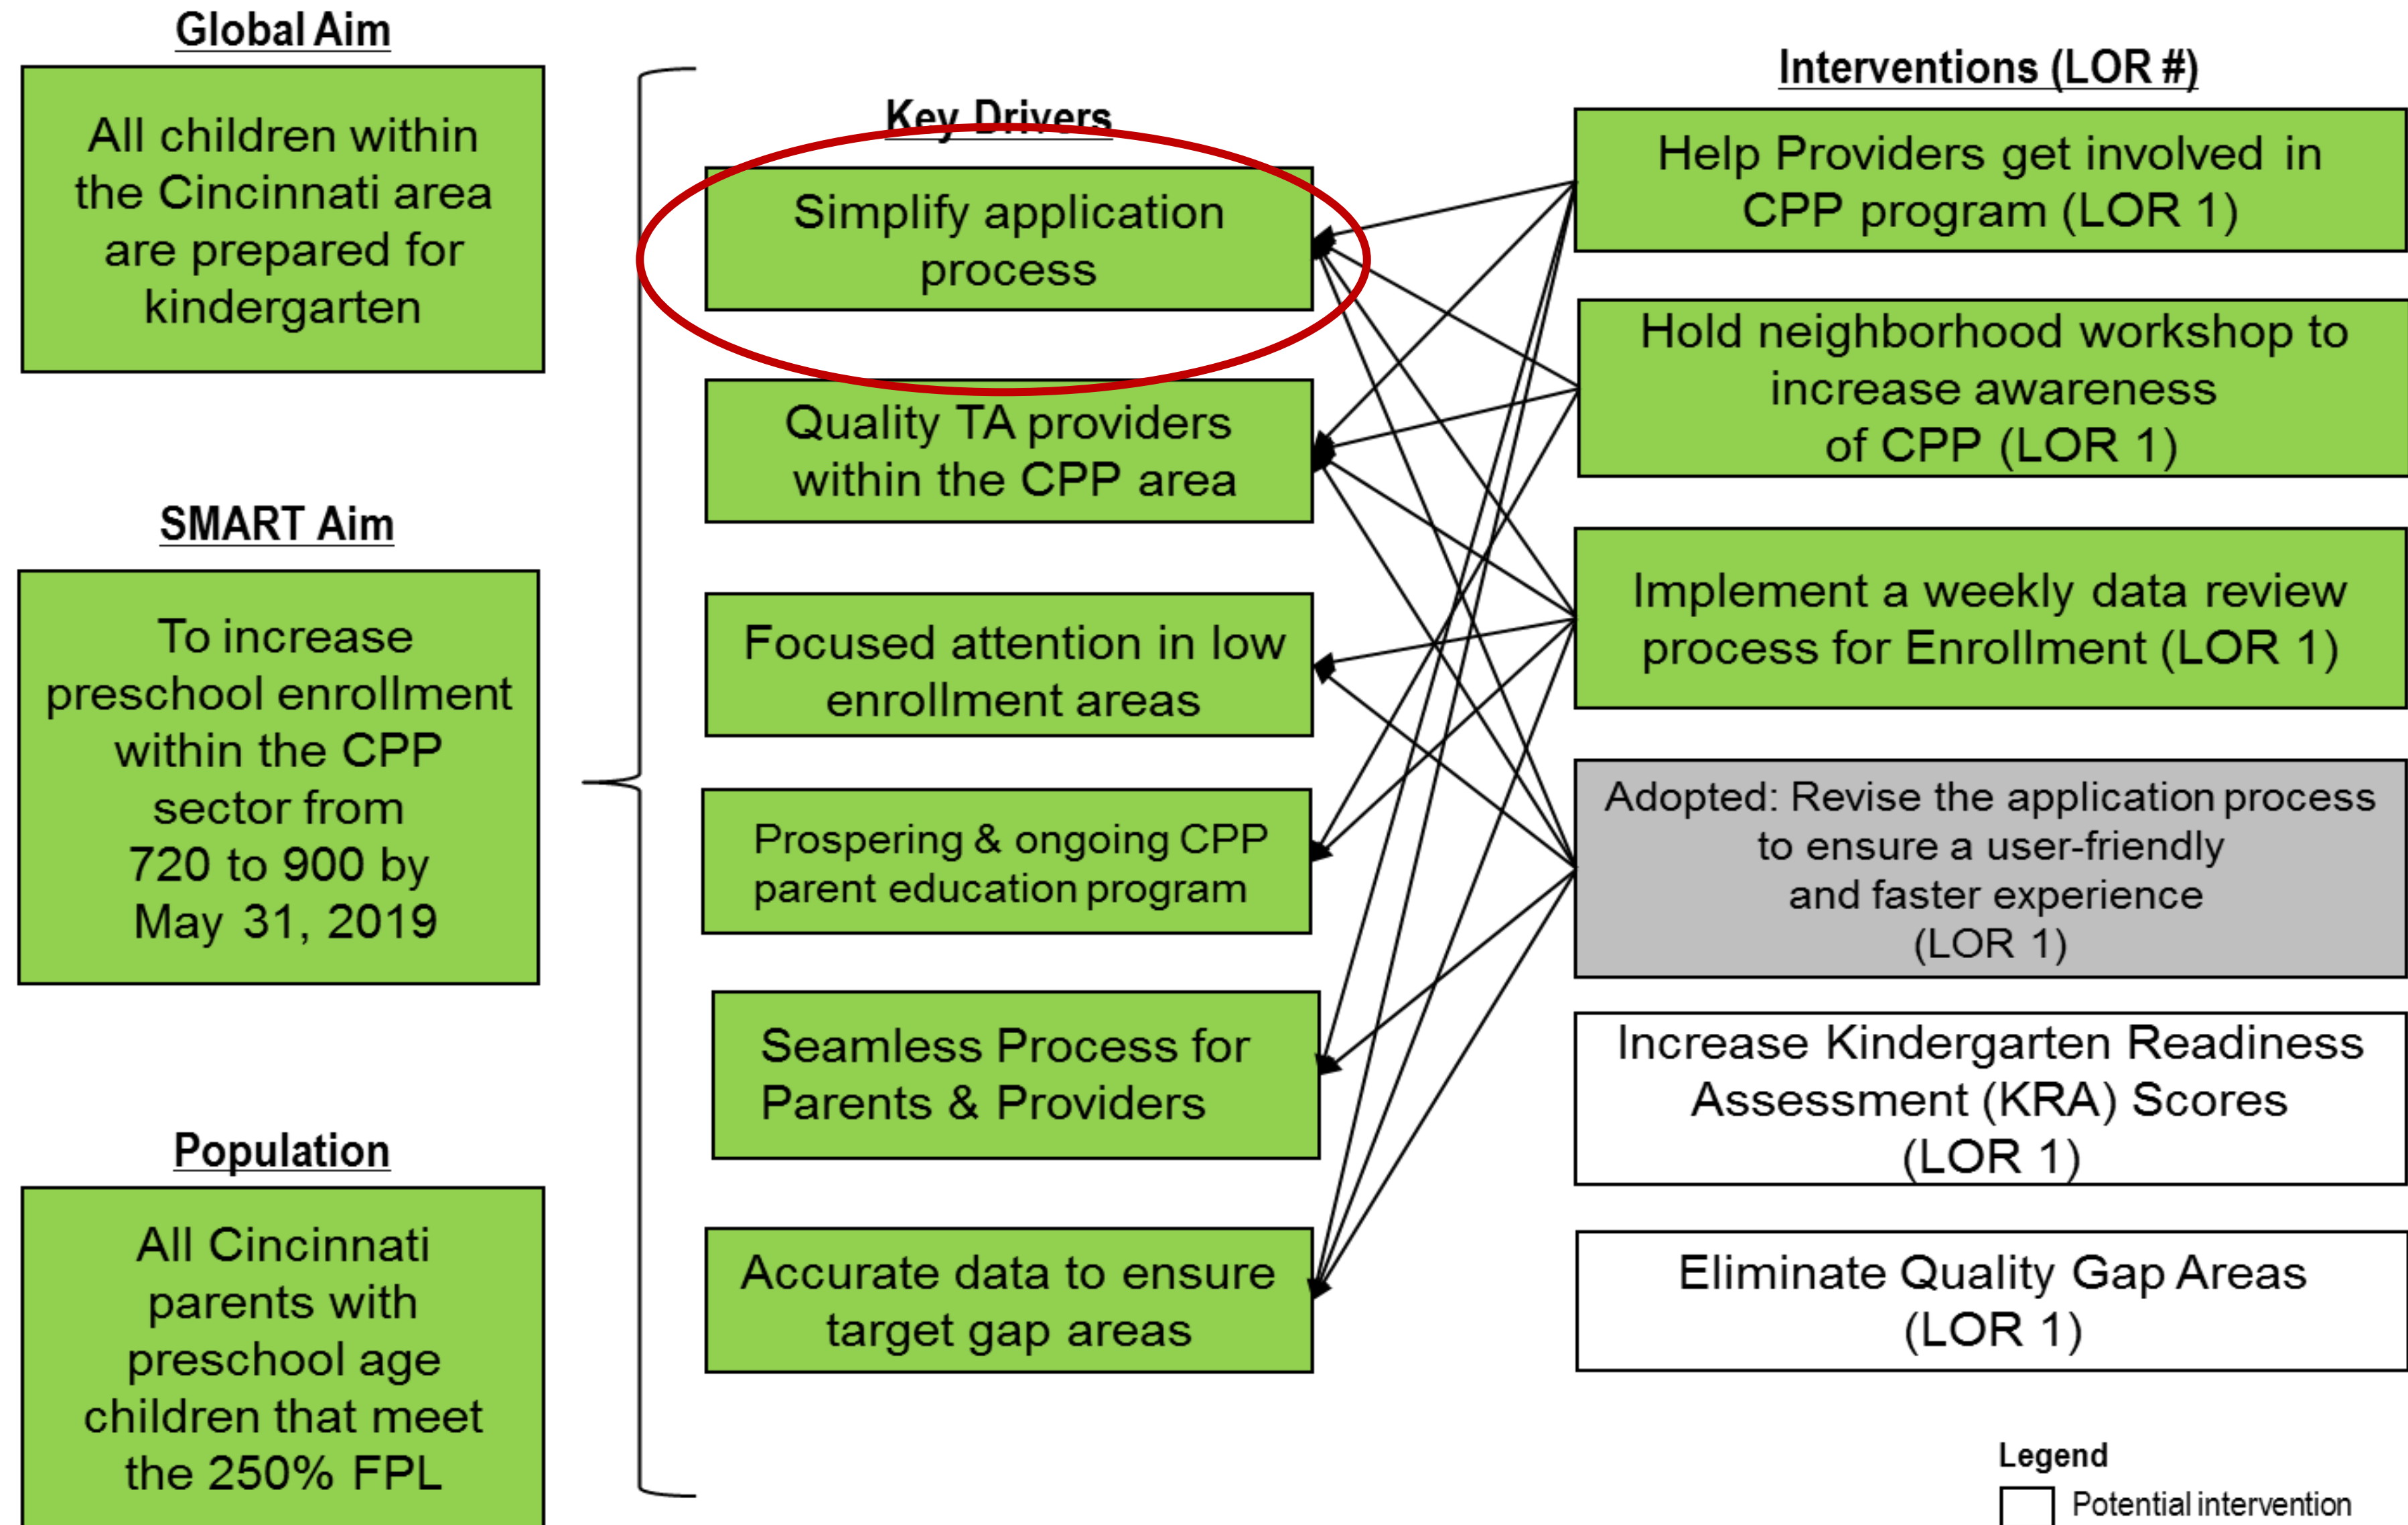 Global Aim
All children within
the Cincinnati area
are prepared for
kindergarten
SMART Aim
To increase
preschool enrollment
within the CPP
sector from
720 to 900 by
May 31, 2019
Population
All Cincinnati
parents with
preschool age
children that meet
the 250% FPL
Key Drivers
Simplify application
process
Quality TA providers
within the CPP area
Focused attention in low
enrollment areas
Prospering & ongoing CPP
parent education program
Seamless Process for
Parents & Providers
Accurate data to ensure
target gap areas
Interventions (LOR #)
Help Providers get involved in
CPP program (LOR 1)
Hold neighborhood workshop to
increase awareness
of CPP (LOR 1)
Implement a weekly data review
process for Enrollment (LOR 1)
Adopted: Revise the application process
to ensure a user-friendly
and faster experience
(LOR 1)
Increase Kindergarten Readiness
Assessment (KRA) Scores
(LOR 1)
Eliminate Quality Gap Areas
(LOR 1)
Legend
Potential intervention